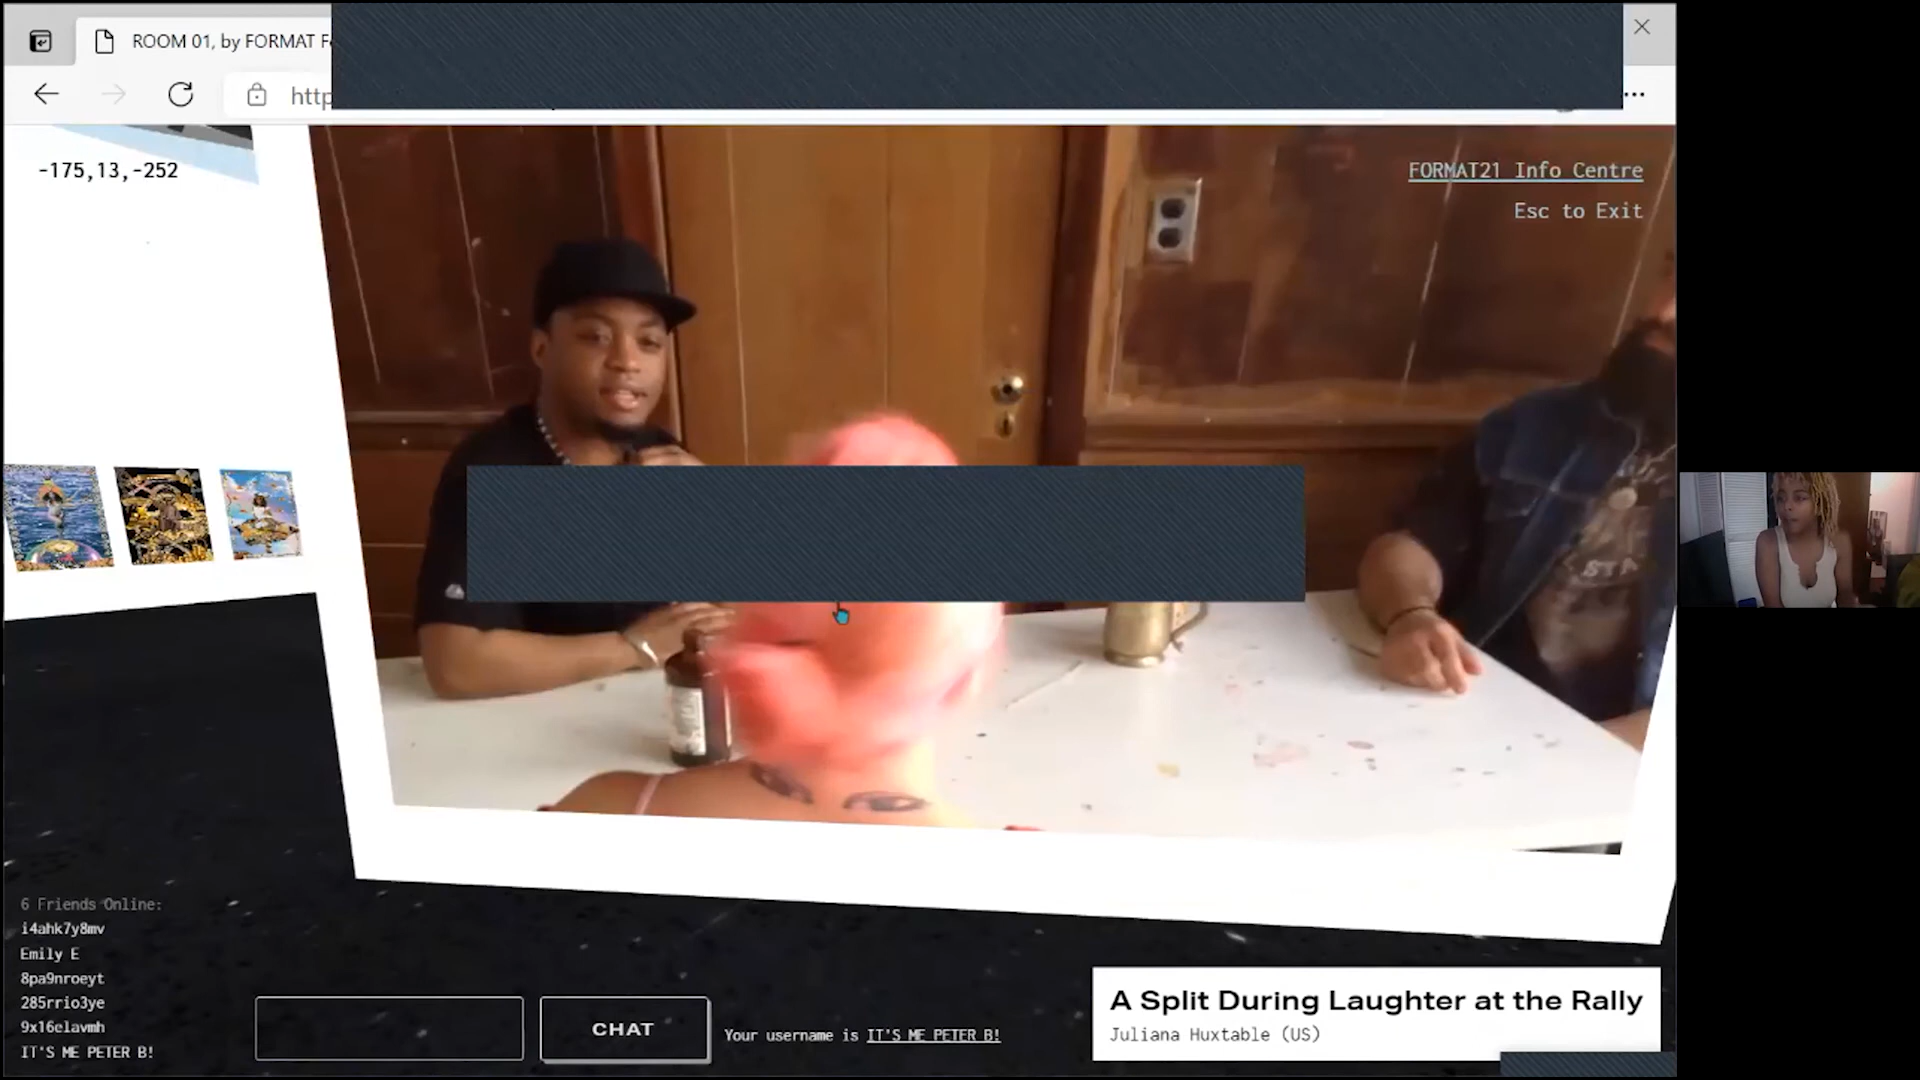 ROOM 01, by FORMAT
http
-175,13,-252
FORMAT21 Info Centre
Esc to Exit
STA
6 Friends Online:
i4ahk7y8mv
Emily E
8pa9nroeyt
285rrio3ye
9x16elavmh
IT'S ME PETER B!
CHAT
Your username is IT'S ME PETER B!
A Split During Laughter at the Rally
Juliana Huxtable (US)